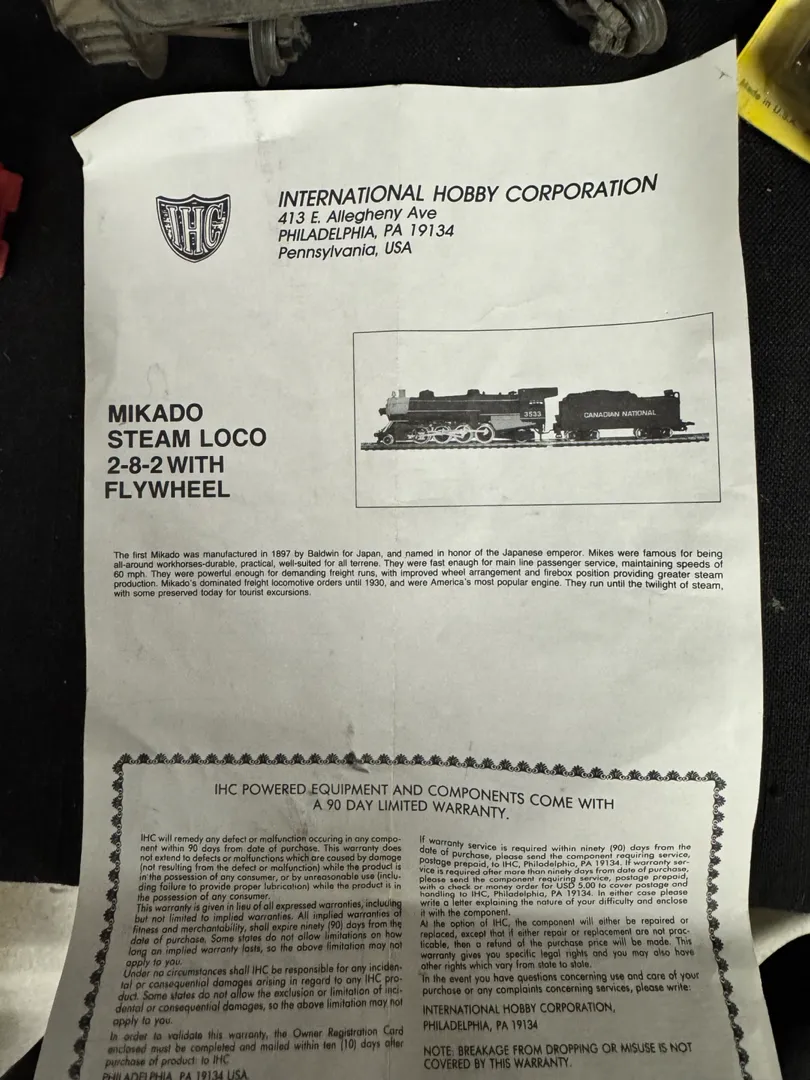 Made in U.S.A.
IHC
INTERNATIONAL HOBBY CORPORATION
413 E. Allegheny Ave
PHILADELPHIA, PA 19134
Pennsylvania, USA
MIKADO
STEAM LOCO
2-8-2 WITH
FLYWHEEL
3533
CANADIAN NATIONAL
The first Mikado was manufactured in 1897 by Baldwin for Japan, and named in honor of the Japanese emperor. Mikes were famous for being
all-around workhorses-durable, practical, well-suited for all terrene. They were fast enaugh for main line passenger service, maintaining speeds of
60 mph. They were powerful enough for demanding freight runs, with improved wheel arrangement and firebox position providing greater steam
production. Mikado's dominated freight locomotive orders until 1930, and were America's most popular engine. They run until the twilight of steam,
with some preserved today for tourist excursions.
IHC POWERED EQUIPMENT AND COMPONENTS COME WITH
A 90 DAY LIMITED WARRANTY.
IHC will remedy any defect or malfunction occuring in any compo-
nent within 90 days from date of purchase. This warranty does
not extend to defects or malfunctions which are caused by damage
(not resulting from the defect or malfunction) while the product is
in the possession of any consumer, or by unreasonable use (inclu-
ding failure to provide proper lubrication) while the product is in
the possession of any consumer.
This warranty is given in lieu of all expressed warranties, including
but not limited to implied warranties. All implied warranties of
fitness and merchantability, shall expire ninety (90) days from the
date of purchase. Some states do not allow limitations on how
long an implied warranty lasts, so the above limitation may not
apply to you.
Under no circumstances shall IHC be responsible for any inciden-
tal or consequential damages arising in regard to any IHC pro-
duct. Some states do not allow the exclusion or limitation of inci-
dental or consequential damages, so the above limitation may not
apply to you.
In order to validate this warranty, the Owner Registration Card
enclosed must be completed and mailed within ten (10) days after
purchase of product: to IHC
PHILADELPHIA, PA 19134 USA.
If warranty service is required within ninety (90) days from the
date of purchase, please send the component requiring service,
postage prepaid, to IHC, Philadelphia, PA 19134. If warranty ser-
vice is required after more than ninety days from date of purchase,
please send the component requiring service, postage prepaid,
with a check or money order for USD 5.00 to cover postage and
handling to IHC, Philadelphia, PA 19134. In either case please
write a letter explaining the nature of your difficulty and enclose
it with the component.
At the option of IHC, the component will either be repaired or
replaced, except that if either repair or replacement are not prac-
ticable, then a refund of the purchase price will be made. This
warranty gives you specific legal rights and you may also have
other rights which vary from state to state.
In the event you have questions concerning use and care of your
purchase or any complaints concerning services, please write:
INTERNATIONAL HOBBY CORPORATION,
PHILADELPHIA, PA 19134
NOTE: BREAKAGE FROM DROPPING OR MISUSE IS NOT
COVERED BY THIS WARRANTY.